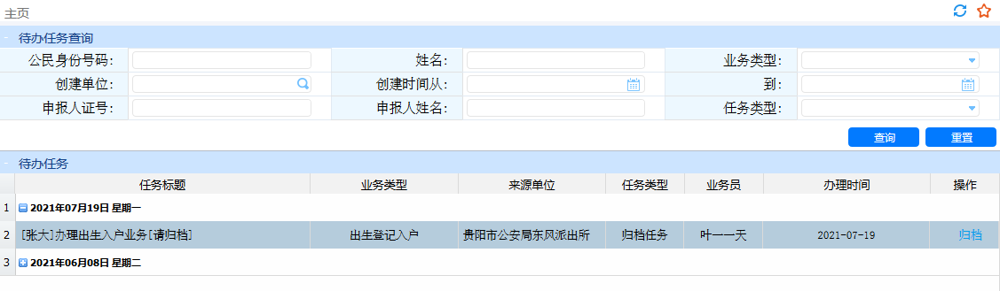 主页
待办任务查询
公民身份号码： 姓名： 业务类型：
创建单位： 创建时间从： 到：
申报人证号： 申报人姓名： 任务类型：
查询 重置
待办任务
任务标题 业务类型 来源单位 任务类型 业务员 办理时间 操作
1 2021年07月19日 星期一
2 [张大]办理出生入户业务[请归档] 出生登记入户 贵阳市公安局东风派出所 归档任务 叶一一天 2021-07-19 归档
3 2021年06月08日 星期二